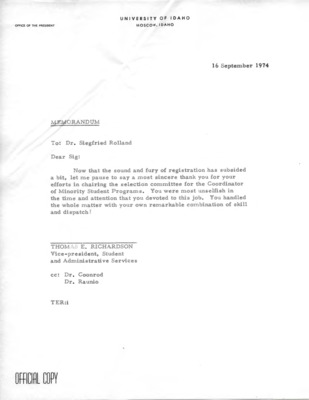 UNIVERSITY OF IDAHO
OFFICE OF THE PRESIDENT
MOSCOW, IDAHO
16 September 1974
MEMORANDUM
To: Dr. Siegfried Rolland
Dear Sig:
Now that the sound and fury of registration has subsided
a bit, let me pause to say a most sincere thank you for your
efforts in chairing the selection committee for the Coordinator
of Minority Student Programs. You were most unselfish in
the time and attention that you devoted to this job. You handled
the whole matter with your own remarkable combination of skill
and dispatch!
THOMAS E. RICHARDSON
Vice-president, Student
and Administrative Services
cc: Dr. Coonrod
Dr. Raunio
OFFICIAL COPY